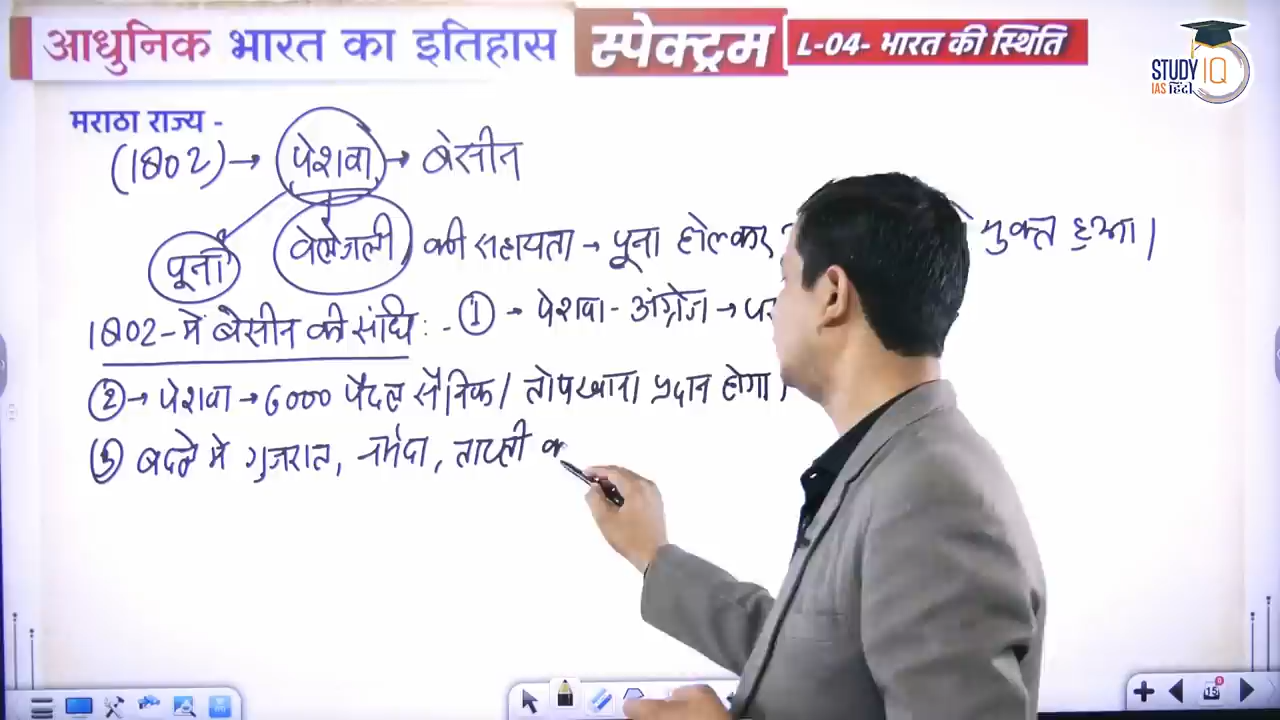 आधुनिक भारत का इतिहास स्पेक्ट्रम L-04- भारत की स्थिति
STUDY IQ
IAS हिंदी
मराठा राज्य -
(1802) → पेशवा → बेसीन
पूना वेलेजली की सहायता → पूना होल्कर मुक्त हुआ।
1802 - में बेसीन की संधि : - ① → पेशवा - अंग्रेज →
② → पेशवा → 6000 पैदल सैनिक / तोपखाना प्रदान होगा।
③ बदले में गुजरात, नर्मदा, ताप्ती
15